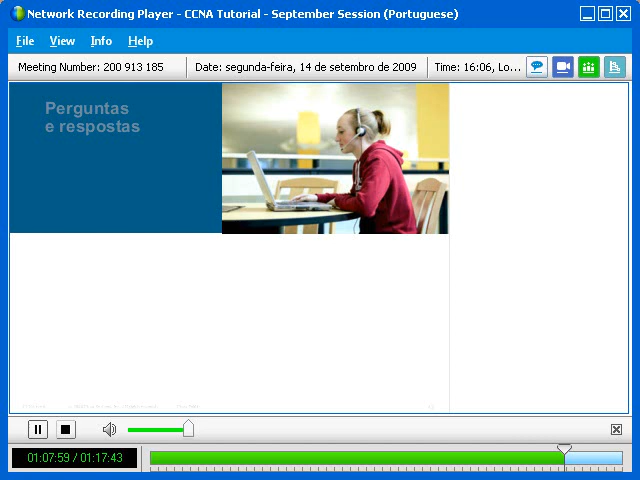 Network Recording Player - CCNA Tutorial - September Session (Portuguese)
File View Info Help
Meeting Number: 200 913 185
Date: segunda-feira, 14 de setembro de 2009
Time: 16:06, Lo...
Perguntas
e respostas
01:07:59 / 01:17:43